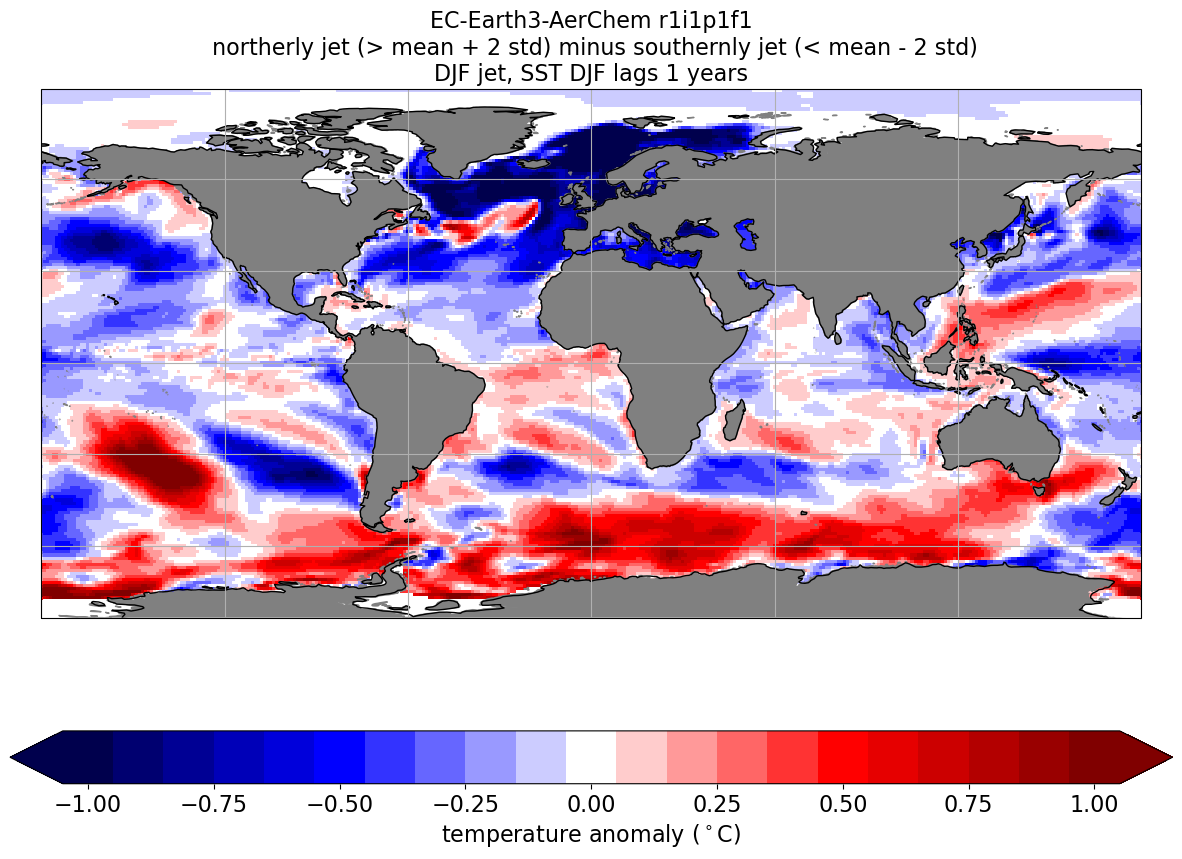 EC-Earth3-AerChem r1i1p1f1
northerly jet (> mean + 2 std) minus southernly jet (< mean - 2 std)
DJF jet, SST DJF lags 1 years
−1.00 −0.75 −0.50 −0.25 0.00 0.25 0.50 0.75 1.00
temperature anomaly (°C)